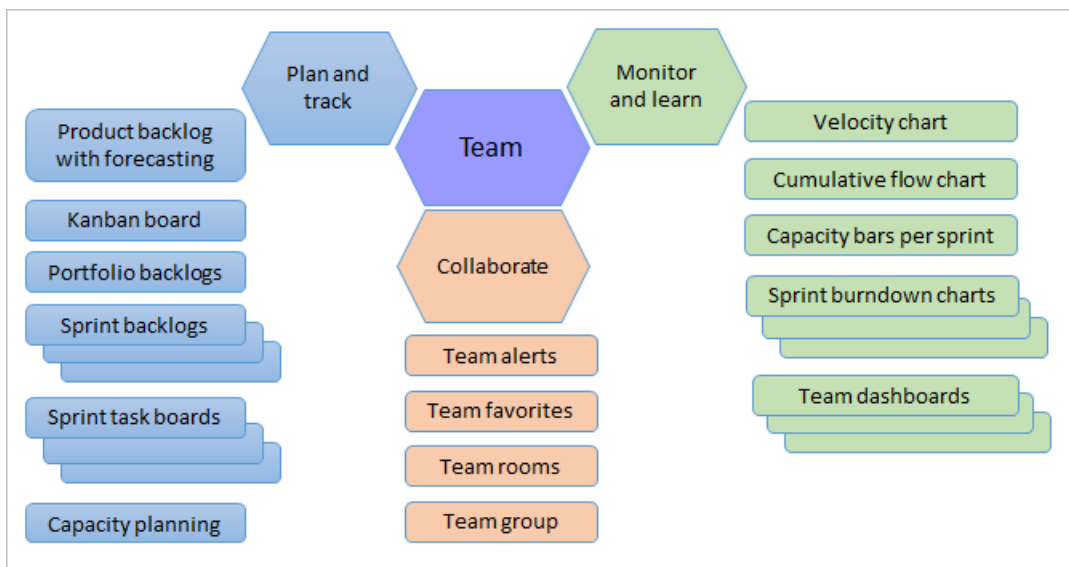 Plan and
track
Monitor
and learn
Team
Collaborate
Product backlog
with forecasting
Kanban board
Portfolio backlogs
Sprint backlogs
Sprint task boards
Capacity planning
Team alerts
Team favorites
Team rooms
Team group
Velocity chart
Cumulative flow chart
Capacity bars per sprint
Sprint burndown charts
Team dashboards